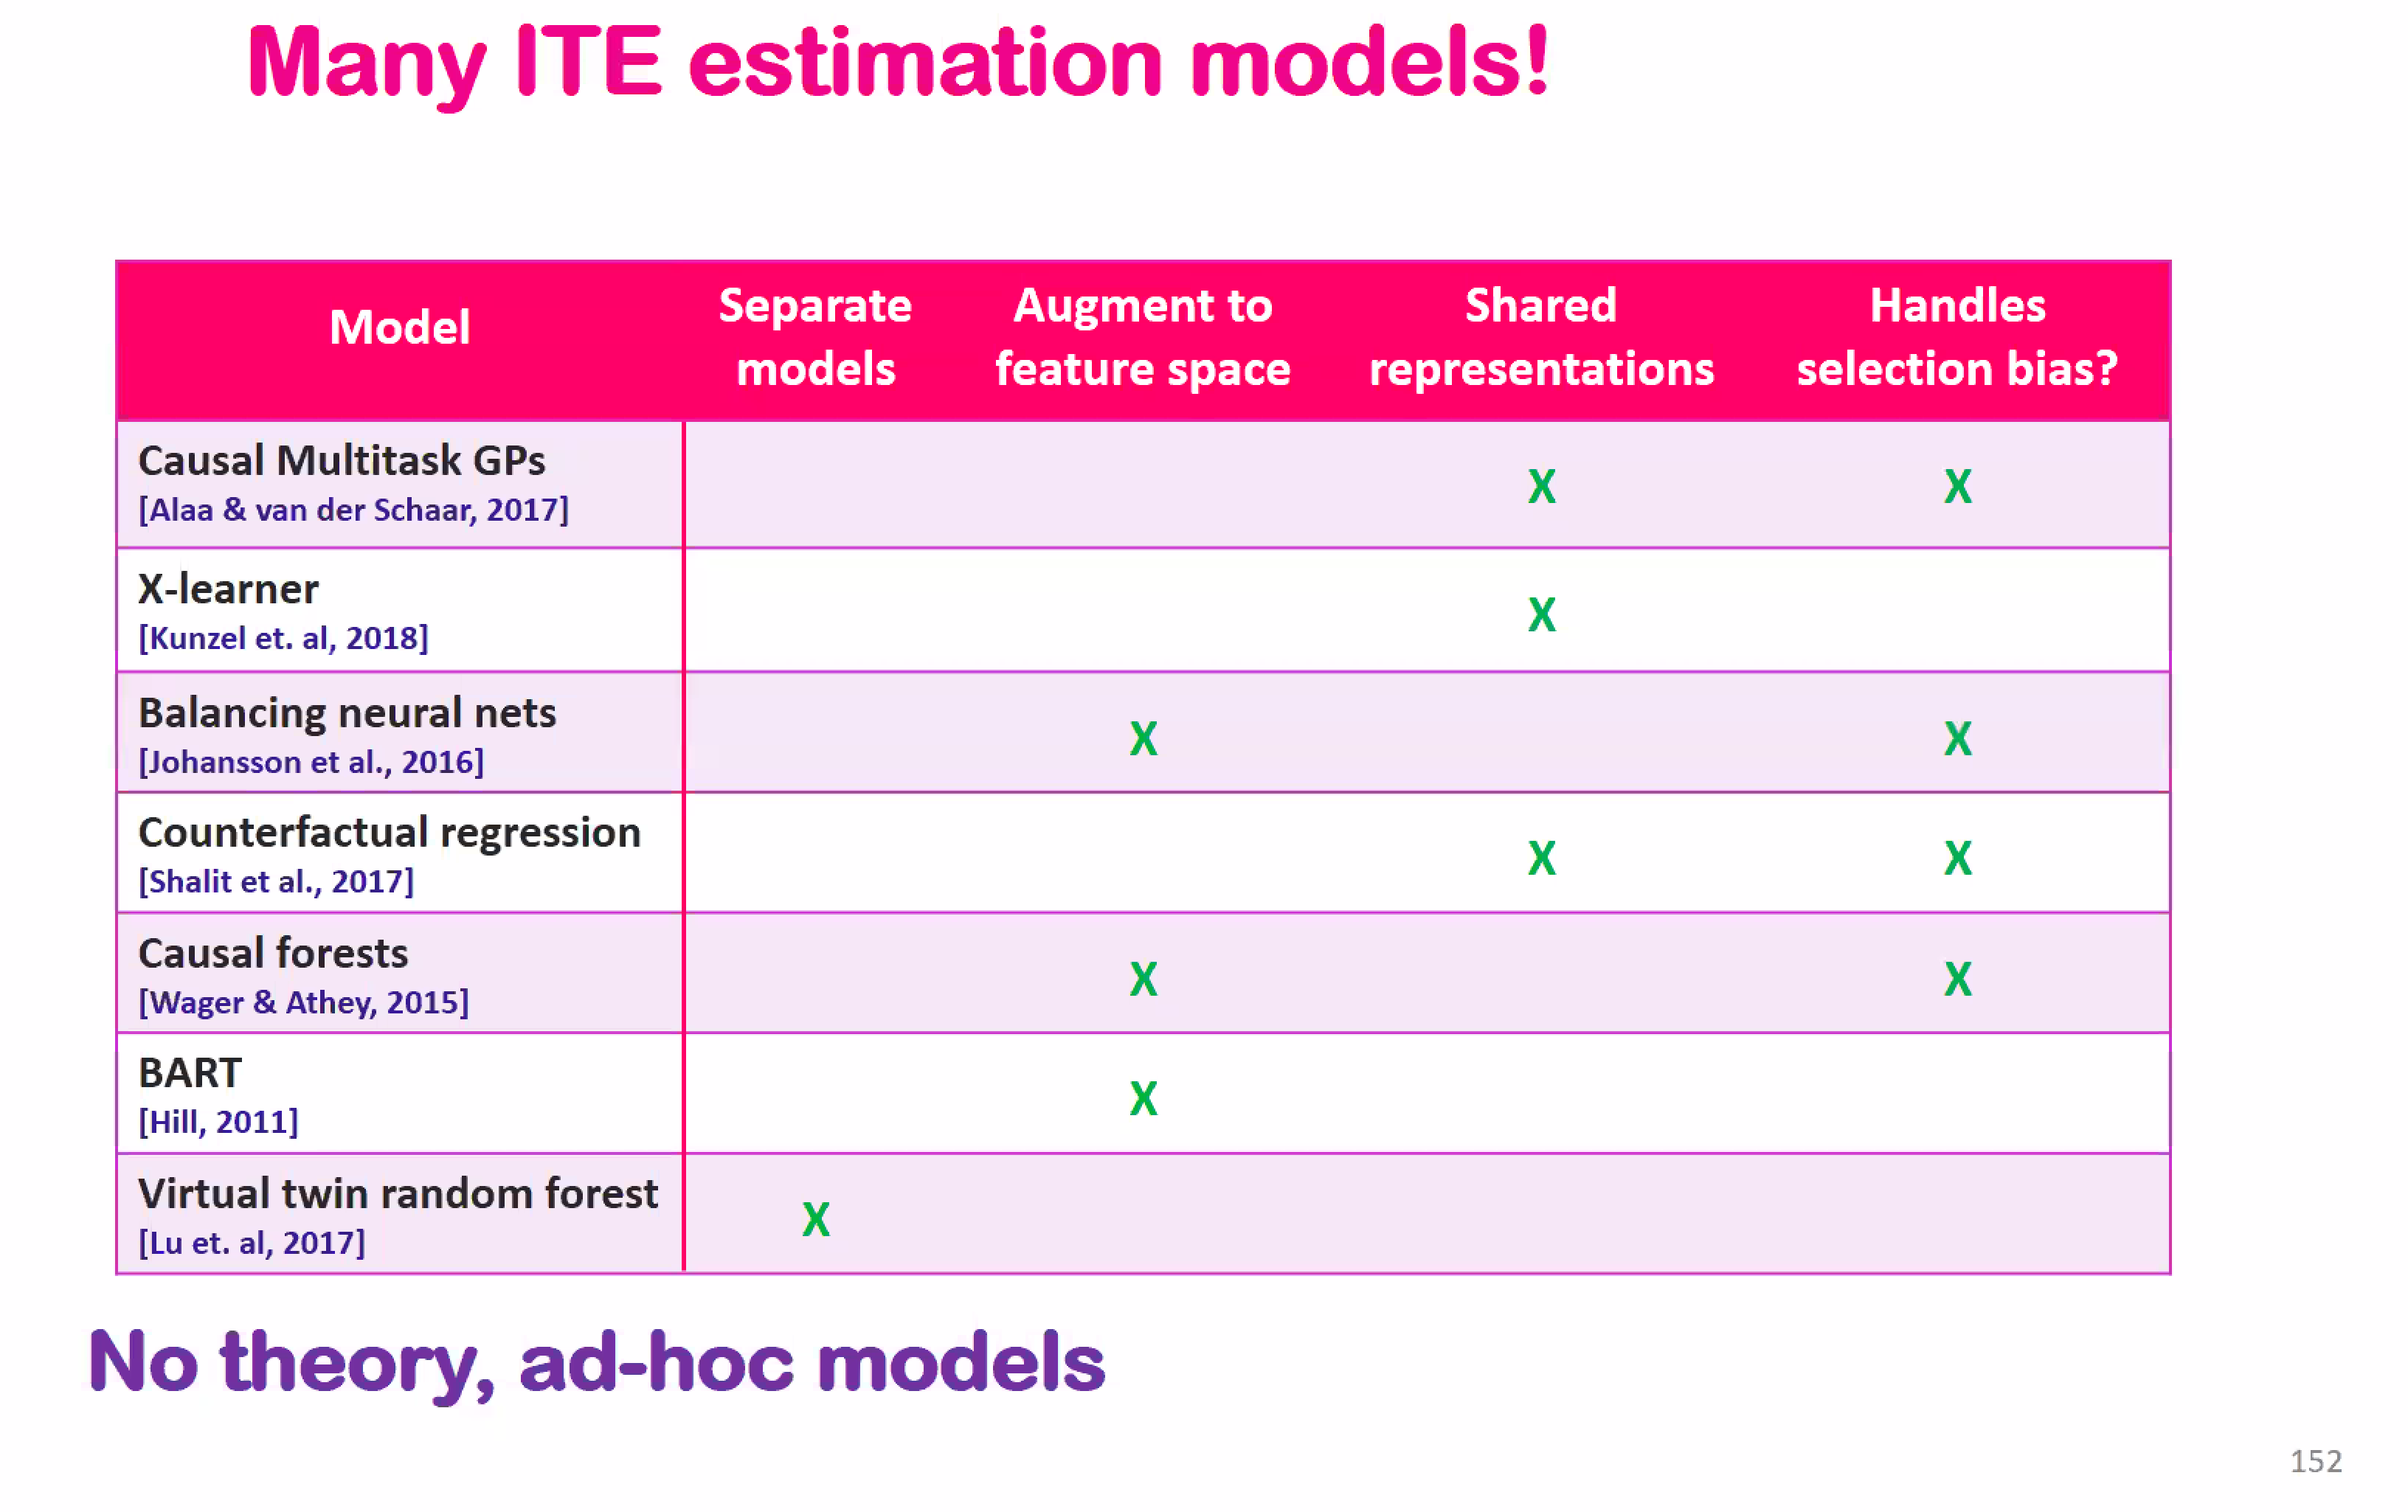 Many ITE estimation models!
Model
Separate models
Augment to feature space
Shared representations
Handles selection bias?
Causal Multitask GPs
[Alaa & van der Schaar, 2017]
X X
X-learner
[Kunzel et. al, 2018]
X
Balancing neural nets
[Johansson et al., 2016]
X X
Counterfactual regression
[Shalit et al., 2017]
X X
Causal forests
[Wager & Athey, 2015]
X X
BART
[Hill, 2011]
X
Virtual twin random forest
[Lu et. al, 2017]
X
No theory, ad-hoc models
152